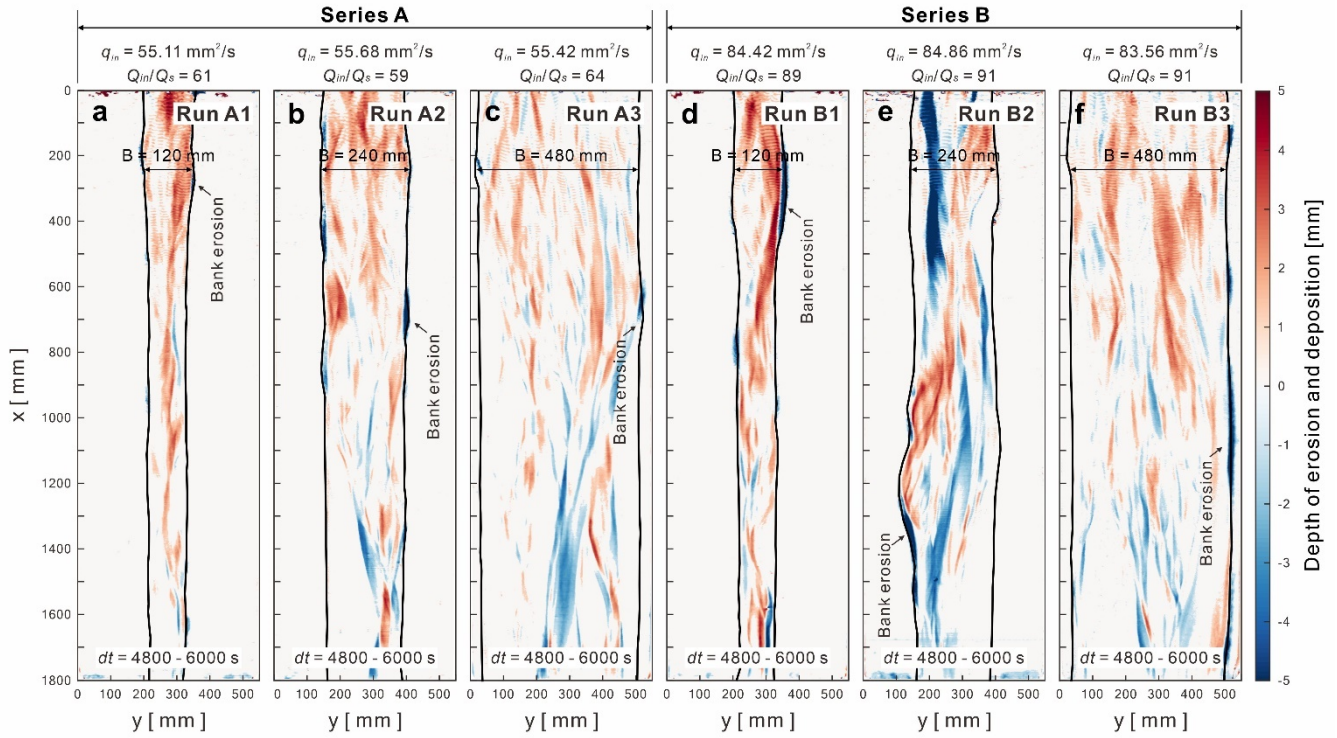 Series A Series B
q_in = 55.11 mm²/s q_in = 55.68 mm²/s q_in = 55.42 mm²/s q_in = 84.42 mm²/s q_in = 84.86 mm²/s q_in = 83.56 mm²/s
Q_in/Q_s = 61 Q_in/Q_s = 59 Q_in/Q_s = 64 Q_in/Q_s = 89 Q_in/Q_s = 91 Q_in/Q_s = 91
a Run A1 b Run A2 c Run A3 d Run B1 e Run B2 f Run B3
B = 120 mm B = 240 mm B = 480 mm B = 120 mm B = 240 mm B = 480 mm
Bank erosion
Bank erosion
Bank erosion
Bank erosion
Bank erosion
Bank erosion
dt = 4800 - 6000 s dt = 4800 - 6000 s dt = 4800 - 6000 s dt = 4800 - 6000 s dt = 4800 - 6000 s dt = 4800 - 6000 s
0
200
400
600
800
1000
1200
1400
1600
1800
x [ mm ]
0 100 200 300 400 500 0 100 200 300 400 500 0 100 200 300 400 500 0 100 200 300 400 500 0 100 200 300 400 500 0 100 200 300 400 500
y [ mm ] y [ mm ] y [ mm ] y [ mm ] y [ mm ] y [ mm ]
5
4
3
2
1
0
-1
-2
-3
-4
-5
Depth of erosion and deposition [mm]